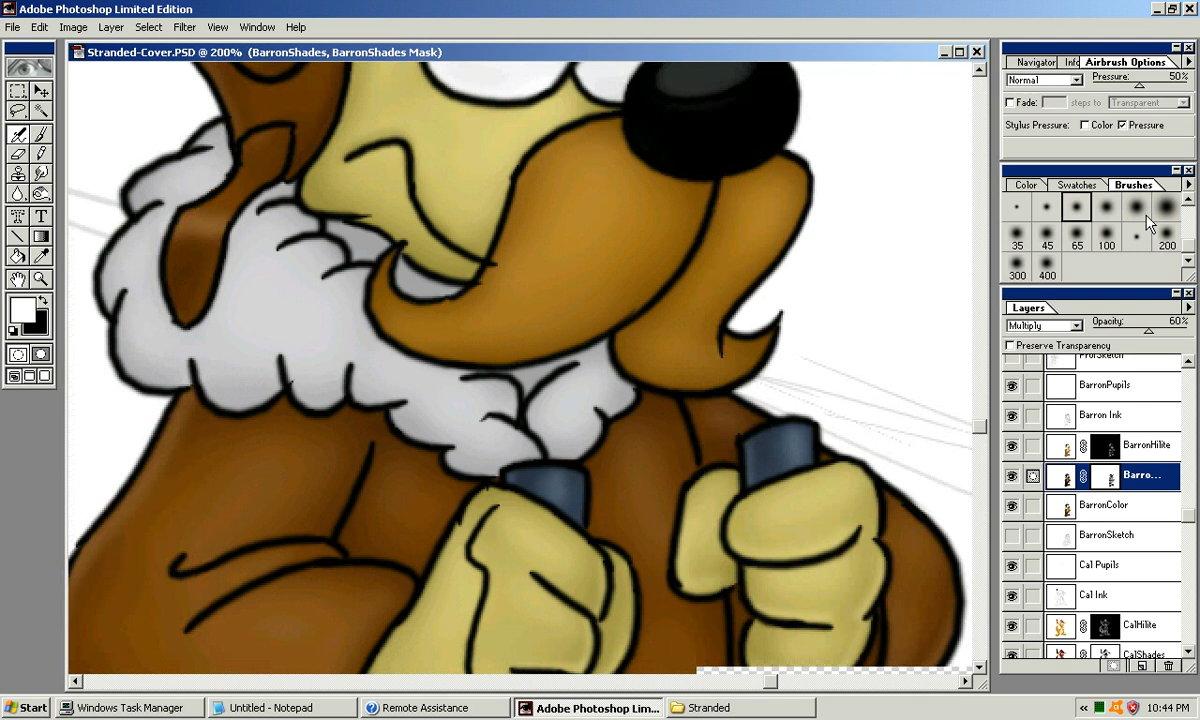 Adobe Photoshop Limited Edition
File Edit Image Layer Select Filter View Window Help
Stranded-Cover.PSD @ 200% (BarronShades, BarronShades Mask)
Navigator Info Airbrush Options
Normal Pressure: 50%
Fade: steps to Transparent
Stylus Pressure: Color Pressure
Color Swatches Brushes
35 45 65 100 200
300 400
Layers
Multiply Opacity: 60%
Preserve Transparency
ProfSketch
BarronPupils
Barron Ink
BarronHilite
Barro...
BarronColor
BarronSketch
Cal Pupils
Cal Ink
CalHilite
CalShades
Start Windows Task Manager Untitled - Notepad Remote Assistance Adobe Photoshop Lim... Stranded « 10:44 PM